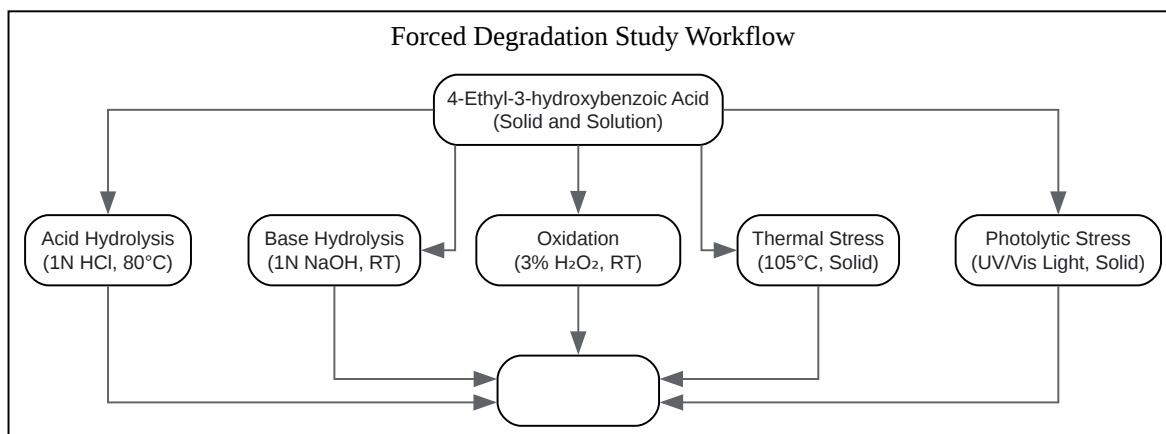 Forced Degradation Study Workflow
4-Ethyl-3-hydroxybenzoic Acid
(Solid and Solution)
Acid Hydrolysis
(1N HCl, 80°C)
Base Hydrolysis
(1N NaOH, RT)
Oxidation
(3% H₂O₂, RT)
Thermal Stress
(105°C, Solid)
Photolytic Stress
(UV/Vis Light, Solid)